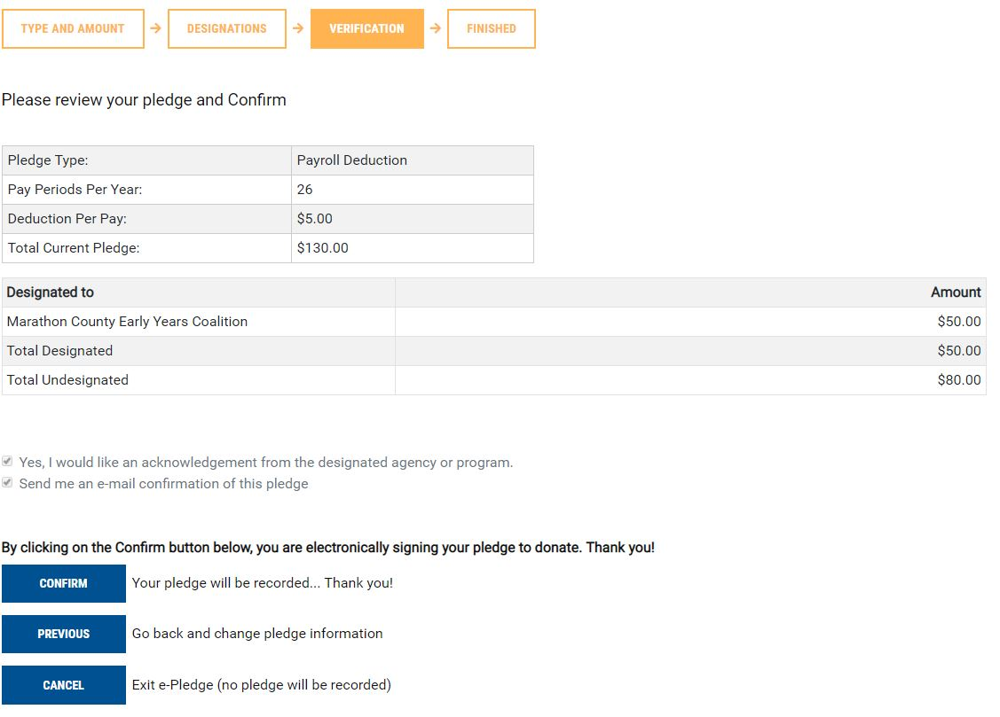 TYPE AND AMOUNT → DESIGNATIONS → VERIFICATION → FINISHED
Please review your pledge and Confirm
Pledge Type: Payroll Deduction
Pay Periods Per Year: 26
Deduction Per Pay: $5.00
Total Current Pledge: $130.00
Designated to Amount
Marathon County Early Years Coalition $50.00
Total Designated $50.00
Total Undesignated $80.00
Yes, I would like an acknowledgement from the designated agency or program.
Send me an e-mail confirmation of this pledge
By clicking on the Confirm button below, you are electronically signing your pledge to donate. Thank you!
CONFIRM Your pledge will be recorded... Thank you!
PREVIOUS Go back and change pledge information
CANCEL Exit e-Pledge (no pledge will be recorded)